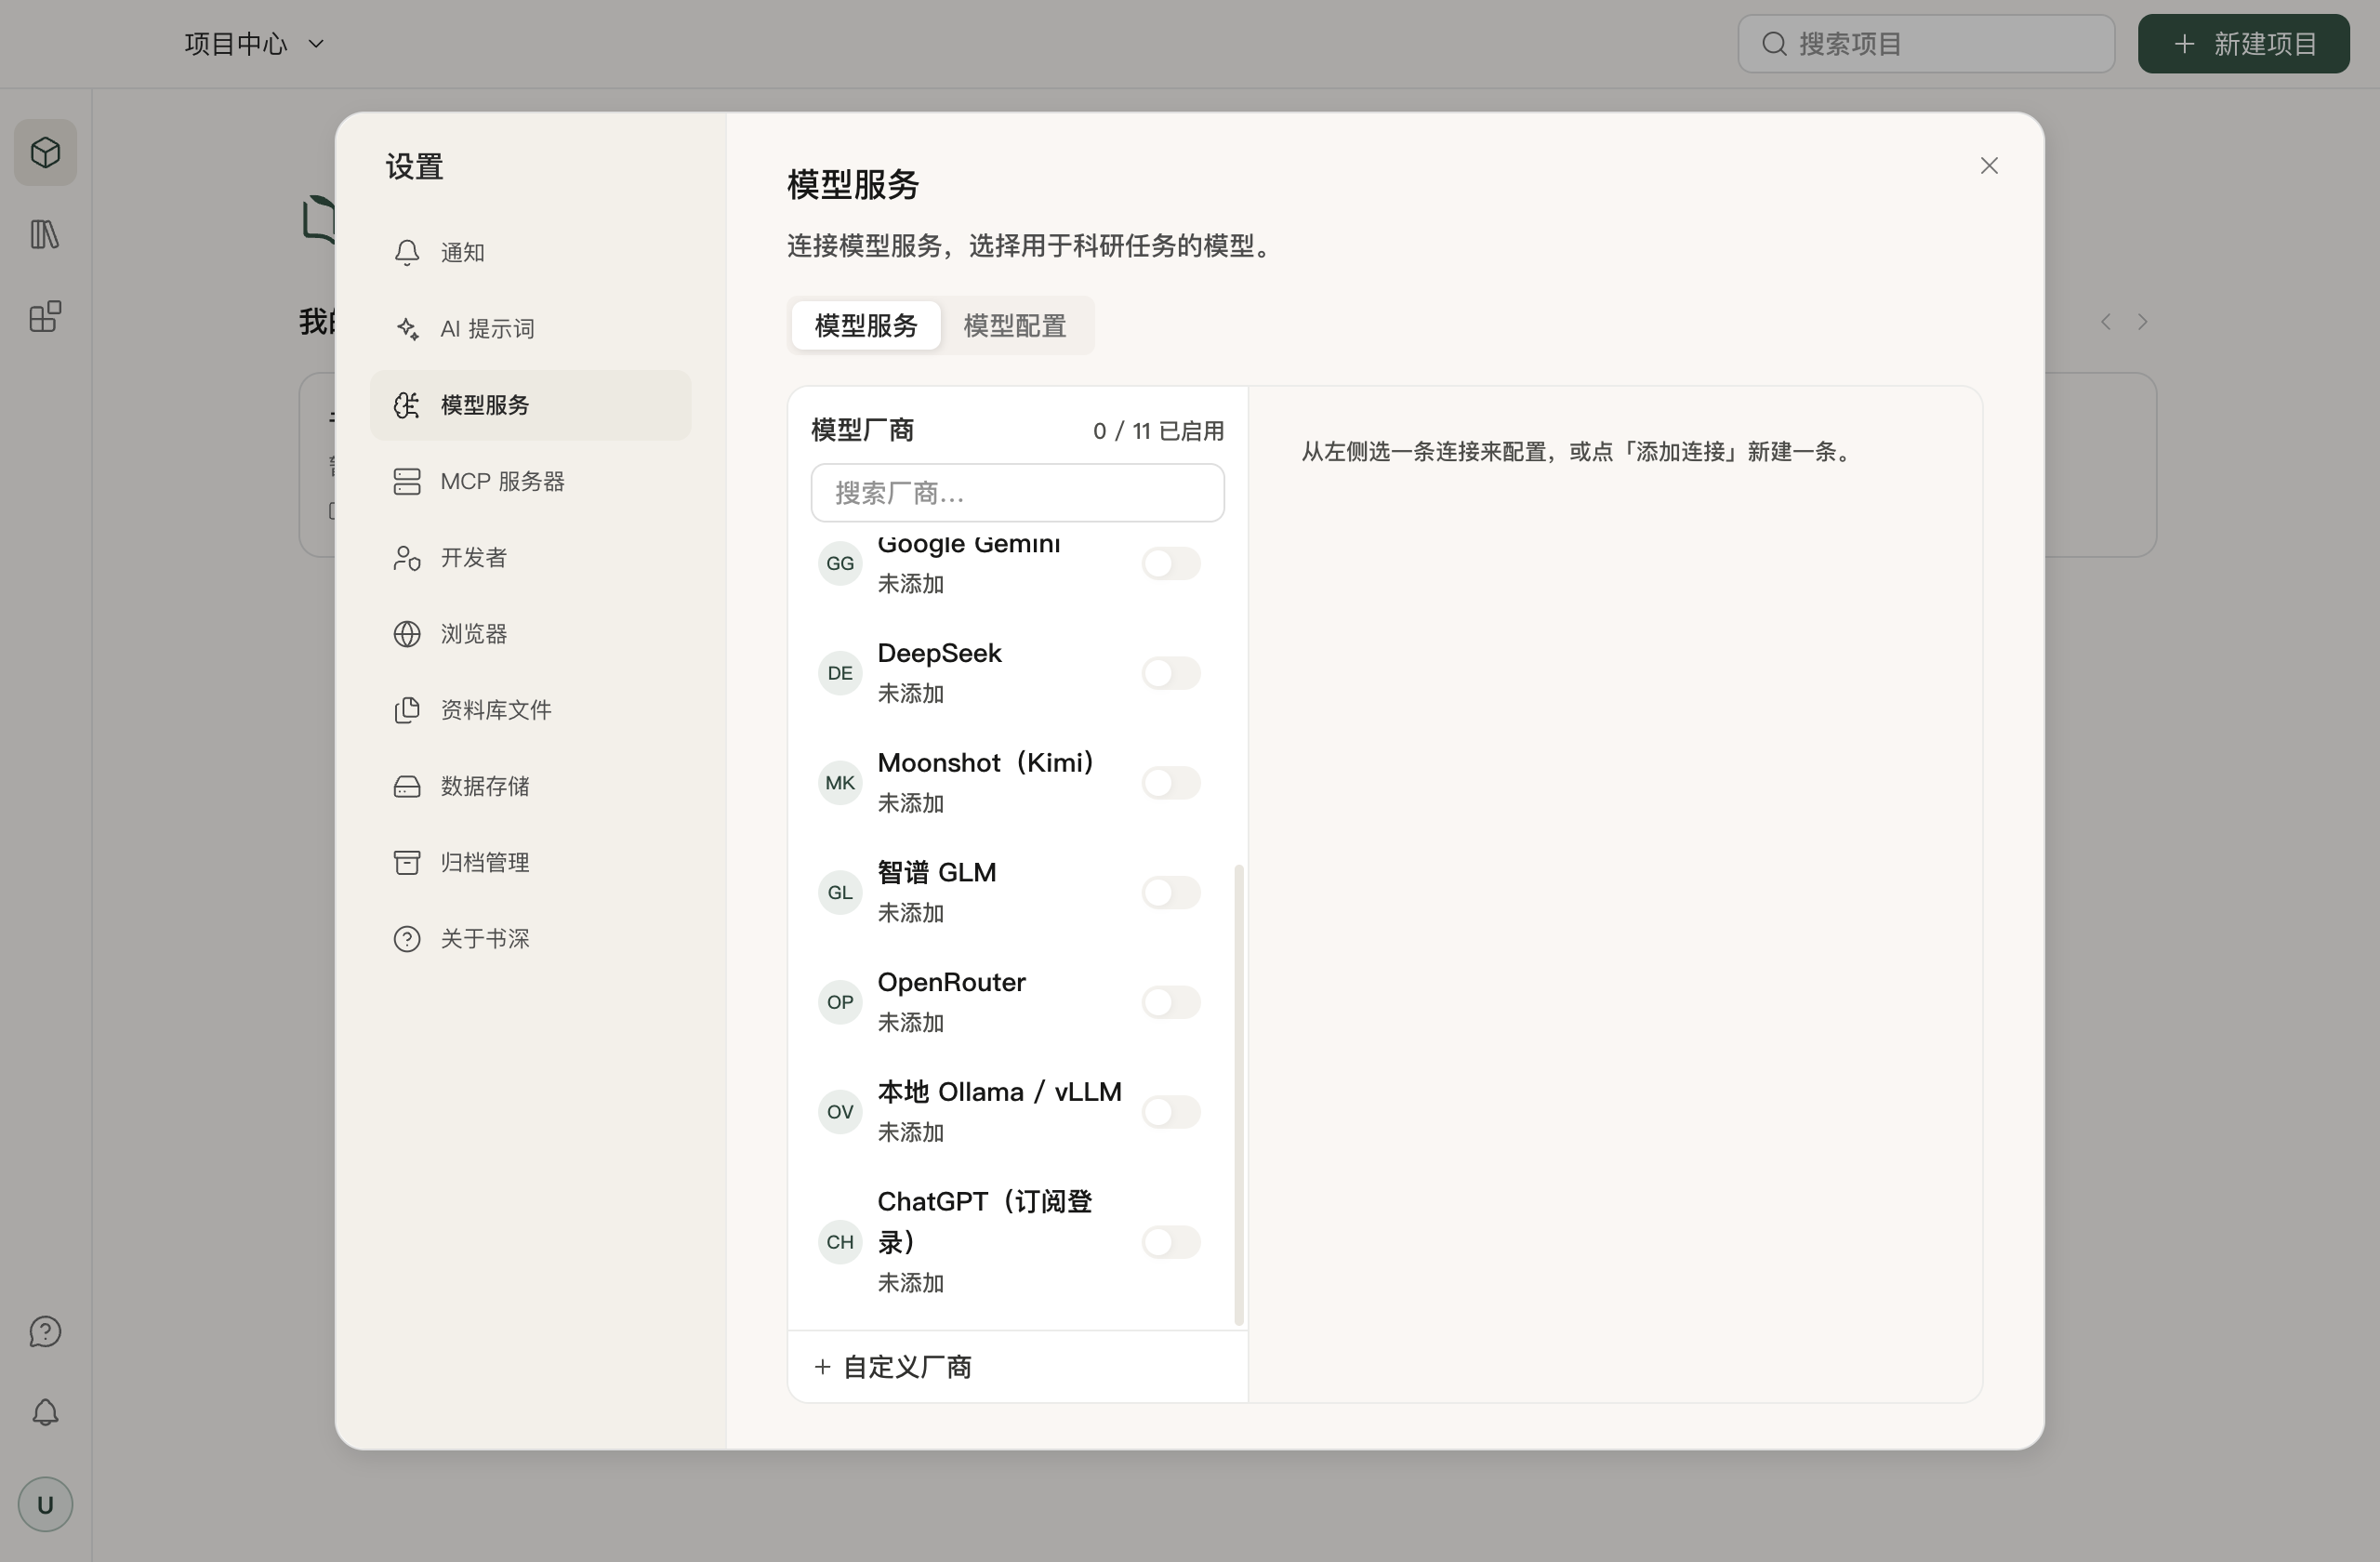 项目中心
搜索项目
新建项目
设置
通知
AI 提示词
模型服务
MCP 服务器
开发者
浏览器
资料库文件
数据存储
归档管理
关于书深
我的
模型服务
连接模型服务，选择用于科研任务的模型。
模型服务
模型配置
模型厂商
0 / 11 已启用
搜索厂商...
GG
Google Gemini
未添加
DE
DeepSeek
未添加
MK
Moonshot（Kimi）
未添加
GL
智谱 GLM
未添加
OP
OpenRouter
未添加
OV
本地 Ollama / vLLM
未添加
CH
ChatGPT（订阅登
录）
未添加
自定义厂商
从左侧选一条连接来配置，或点「添加连接」新建一条。
U